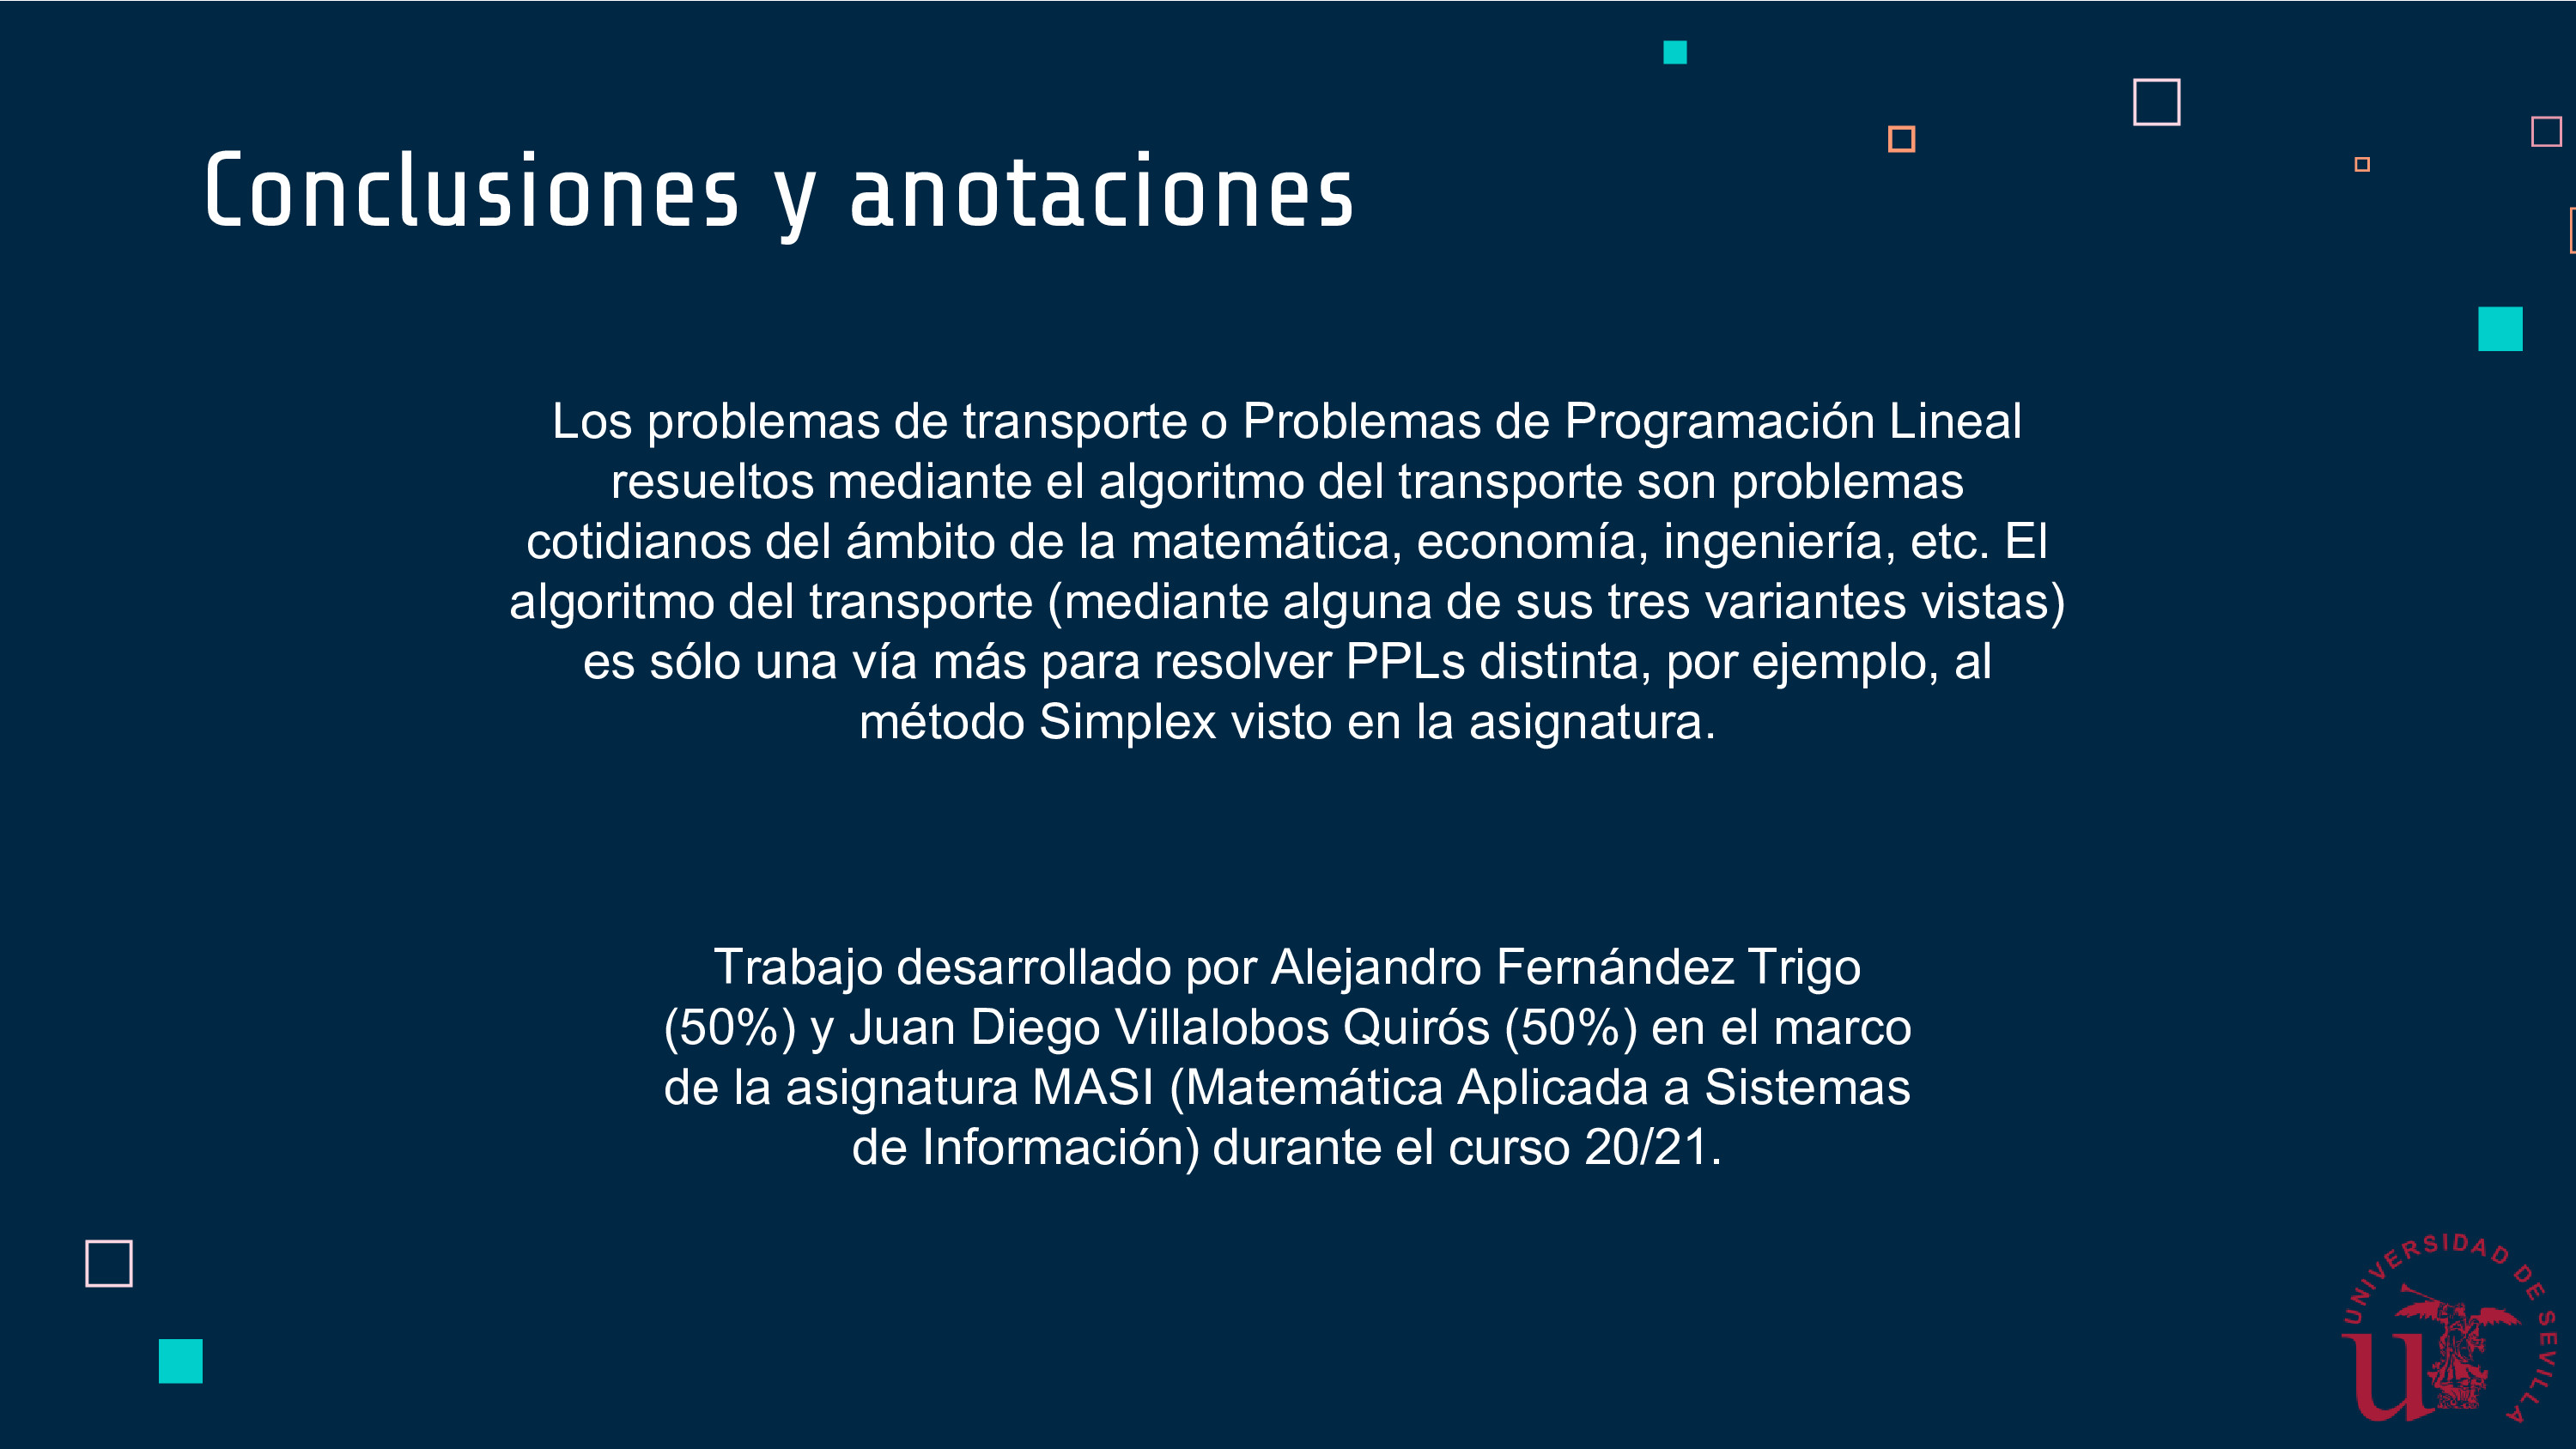 Conclusiones y anotaciones
Los problemas de transporte o Problemas de Programación Lineal
resueltos mediante el algoritmo del transporte son problemas
cotidianos del ámbito de la matemática, economía, ingeniería, etc. El
algoritmo del transporte (mediante alguna de sus tres variantes vistas)
es sólo una vía más para resolver PPLs distinta, por ejemplo, al
método Simplex visto en la asignatura.
Trabajo desarrollado por Alejandro Fernández Trigo
(50%) y Juan Diego Villalobos Quirós (50%) en el marco
de la asignatura MASI (Matemática Aplicada a Sistemas
de Información) durante el curso 20/21.
UNIVERSIDAD DE SEVILLA
u